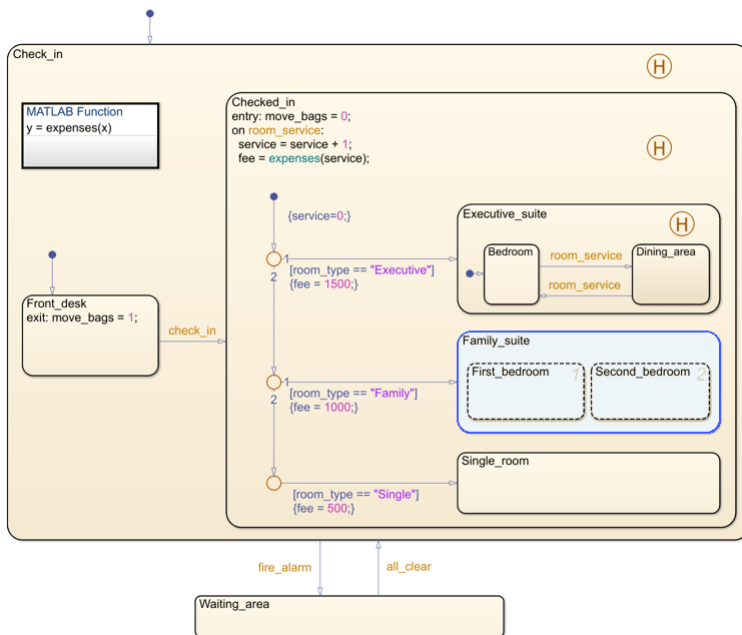 Check_in
H
MATLAB Function
y = expenses(x)
Checked_in
entry: move_bags = 0;
on room_service:
service = service + 1;
fee = expenses(service);
H
{service=0;}
Executive_suite
H
Bedroom
room_service
Dining_area
room_service
1
[room_type == "Executive"]
{fee = 1500;}
2
Front_desk
exit: move_bags = 1;
check_in
Family_suite
First_bedroom
1
Second_bedroom
2
1
[room_type == "Family"]
{fee = 1000;}
2
Single_room
[room_type == "Single"]
{fee = 500;}
fire_alarm
all_clear
Waiting_area